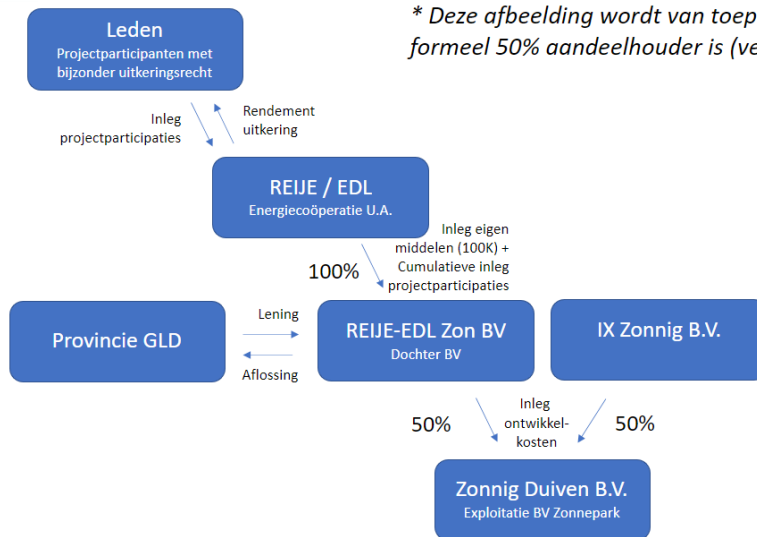 * Deze afbeelding wordt van toep
formeel 50% aandeelhouder is (ve
Leden
Projectparticipanten met
bijzonder uitkeringsrecht
Inleg
projectparticipaties
Rendement
uitkering
REIJE / EDL
Energiecoöperatie U.A.
100%
Inleg eigen
middelen (100K) +
Cumulatieve inleg
projectparticipaties
Provincie GLD
Lening
Aflossing
REIJE-EDL Zon BV
Dochter BV
IX Zonnig B.V.
50%
Inleg
ontwikkel-
kosten
50%
Zonnig Duiven B.V.
Exploitatie BV Zonnepark